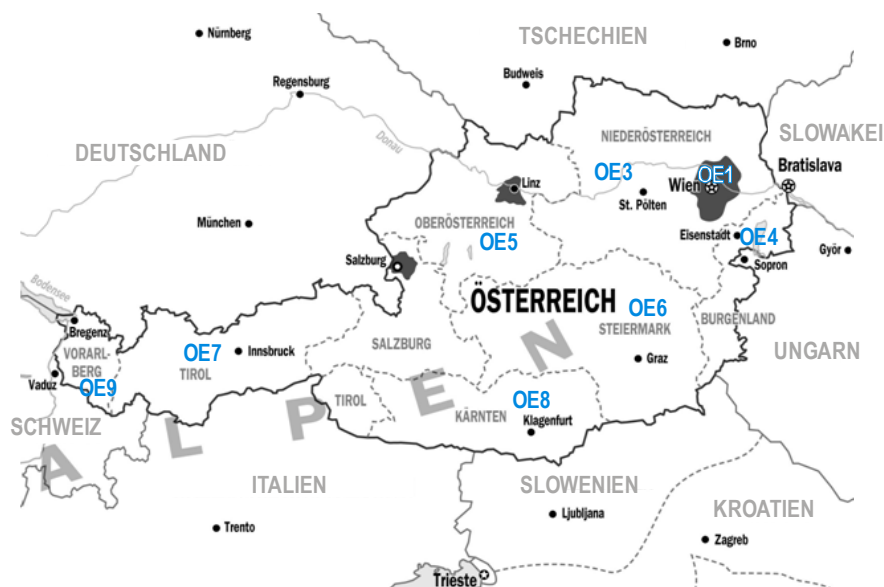 TSCHECHIEN
Nürnberg
Brno
Budweis
Regensburg
NIEDERÖSTERREICH
SLOWAKEI
DEUTSCHLAND
Donau
OE3
OE1
Bratislava
Linz
Wien
St. Pölten
München
OBERÖSTERREICH
OE5
Eisenstadt
OE4
Györ
Salzburg
Sopron
Bodensee
ÖSTERREICH
OE6
Bregenz
STEIERMARK
BURGENLAND
SALZBURG
VORARL-
BERG
OE7
Innsbruck
UNGARN
TIROL
Graz
Vaduz
OE9
TIROL
OE8
KÄRNTEN
Klagenfurt
SCHWEIZ
ALPEN
ITALIEN
SLOWENIEN
KROATIEN
Ljubljana
Trento
Zagreb
Trieste